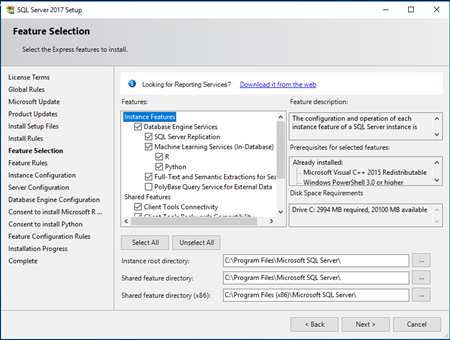 SQL Server 2017 Setup
Feature Selection
Select the Express features to install.
License Terms
Global Rules
Microsoft Update
Product Updates
Install Setup Files
Install Rules
Feature Selection
Feature Rules
Instance Configuration
Server Configuration
Database Engine Configuration
Consent to install Microsoft R ...
Consent to install Python
Feature Configuration Rules
Installation Progress
Complete
Looking for Reporting Services? Download it from the web
Features:
Instance Features
Database Engine Services
SQL Server Replication
Machine Learning Services (In-Database)
R
Python
Full-Text and Semantic Extractions for Sea
PolyBase Query Service for External Data
Shared Features
Client Tools Connectivity
Client Tools Backwards Compatibility
Feature description:
The configuration and operation of each
instance feature of a SQL Server instance is
Prerequisites for selected features:
Already installed:
Microsoft Visual C++ 2015 Redistributable
Windows PowerShell 3.0 or higher
Disk Space Requirements
Drive C: 2994 MB required, 20100 MB available
Select All
Unselect All
Instance root directory:
C:\Program Files\Microsoft SQL Server\
...
Shared feature directory:
C:\Program Files\Microsoft SQL Server\
...
Shared feature directory (x86):
C:\Program Files (x86)\Microsoft SQL Server\
...
< Back
Next >
Cancel